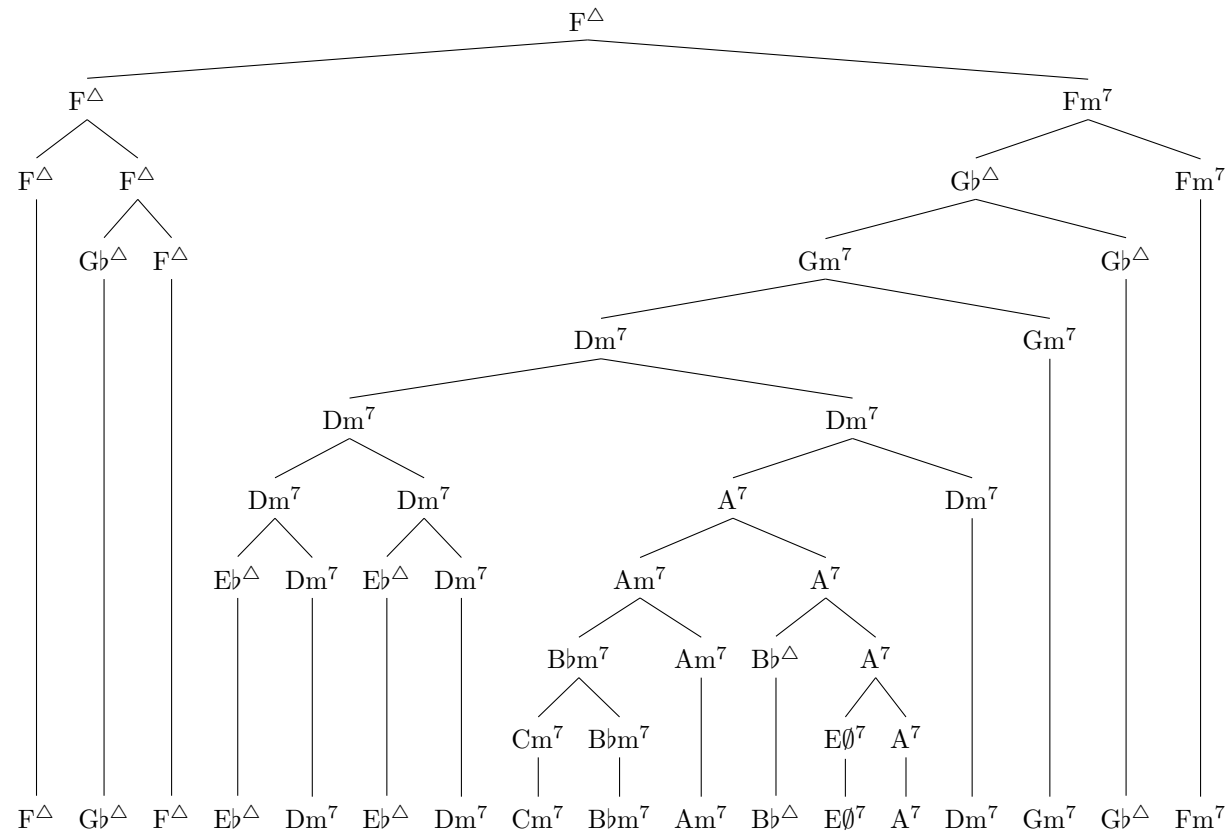 F△
F△ Fm⁷
F△ F△ G♭△ Fm⁷
G♭△ F△ Gm⁷ G♭△
Dm⁷ Gm⁷
Dm⁷ Dm⁷
Dm⁷ Dm⁷ A⁷ Dm⁷
E♭△ Dm⁷ E♭△ Dm⁷ Am⁷ A⁷
B♭m⁷ Am⁷ B♭△ A⁷
Cm⁷ B♭m⁷ E∅⁷ A⁷
F△ G♭△ F△ E♭△ Dm⁷ E♭△ Dm⁷ Cm⁷ B♭m⁷ Am⁷ B♭△ E∅⁷ A⁷ Dm⁷ Gm⁷ G♭△ Fm⁷